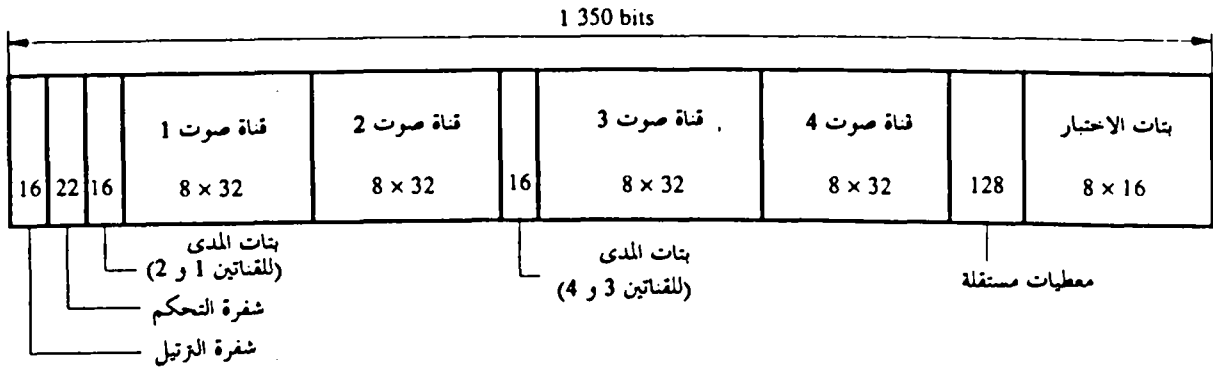 1 350 bits
قناة صوت 1
قناة صوت 2
قناة صوت 3
قناة صوت 4
بتات الاختبار
16
22
16
8 × 32
8 × 32
16
8 × 32
8 × 32
128
8 × 16
بتات المدى
(للقناتين 1 و 2)
بتات المدى
(للقناتين 3 و 4)
معطيات مستقلة
شفرة التحكم
شفرة الترتيل